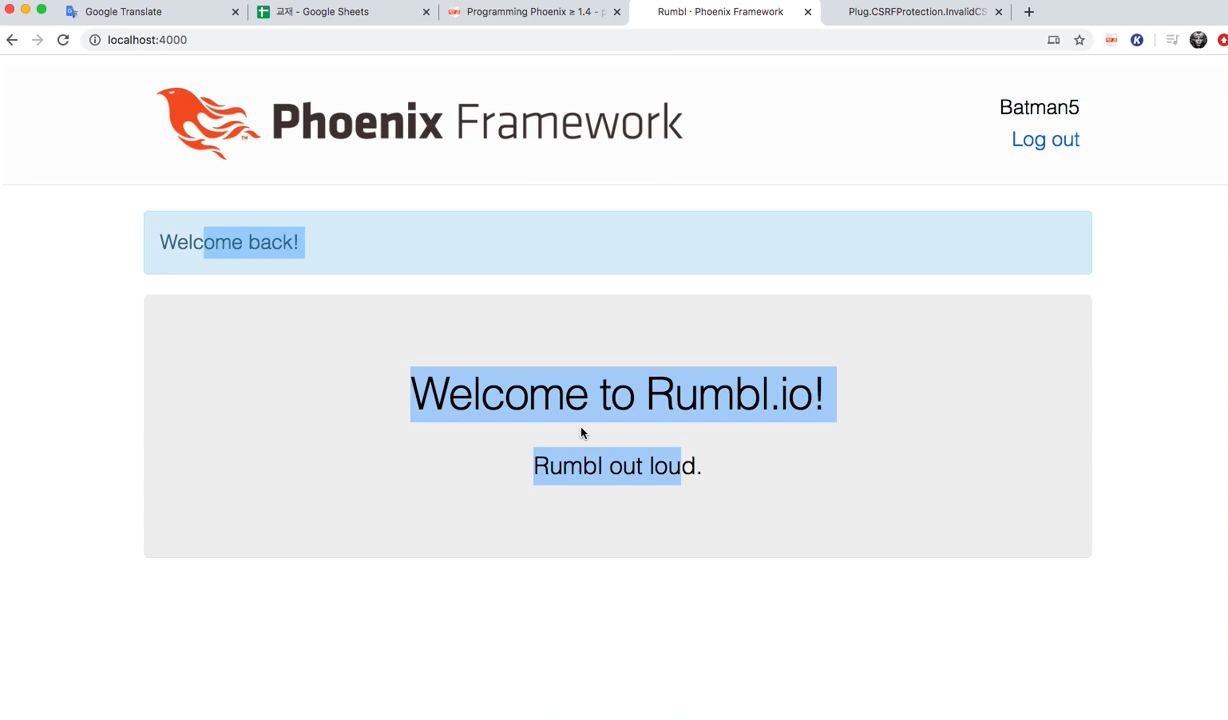 Google Translate
교재 - Google Sheets
Programming Phoenix ≥ 1.4 - p
Rumbl · Phoenix Framework
Plug.CSRFProtection.InvalidCS
localhost:4000
K
Phoenix Framework
Batman5
Log out
Welcome back!
Welcome to Rumbl.io!
Rumbl out loud.